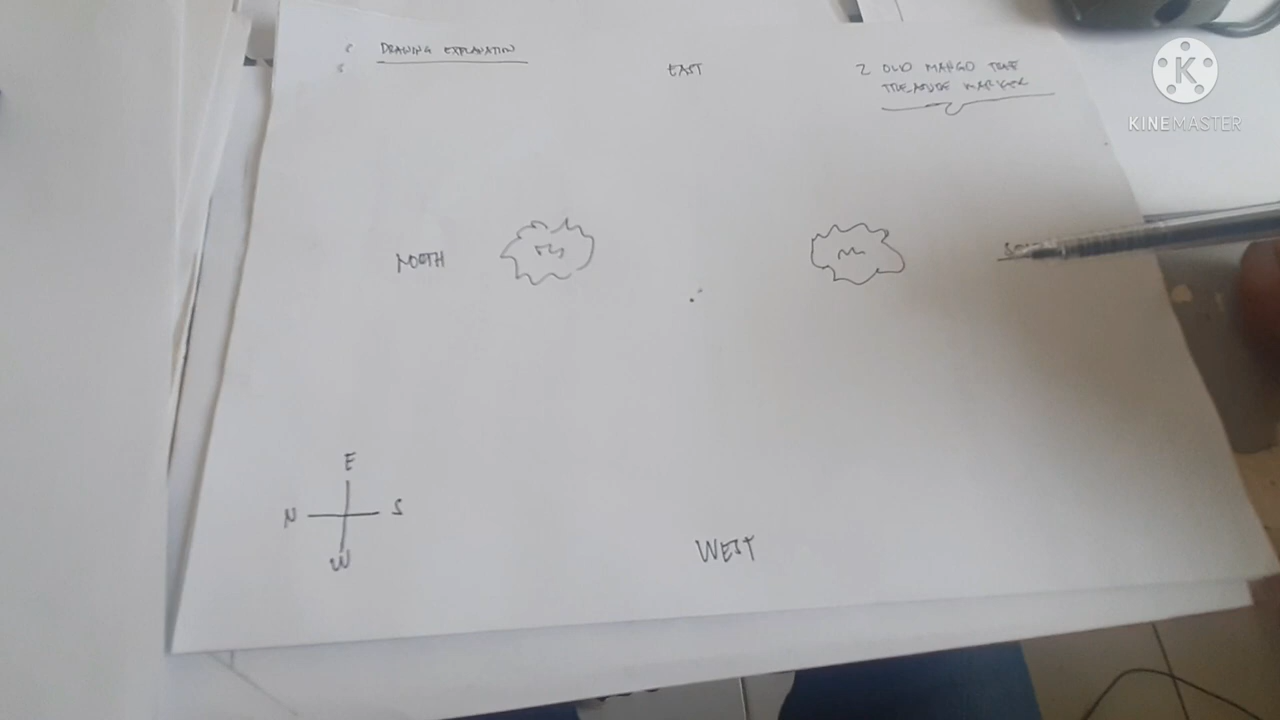 DRAWING EXPLANATION
EAST
2 OLD MANGO TREE
TREASURE MARKER
KINEMASTER
NORTH
M
M
E
N S
W
WEST